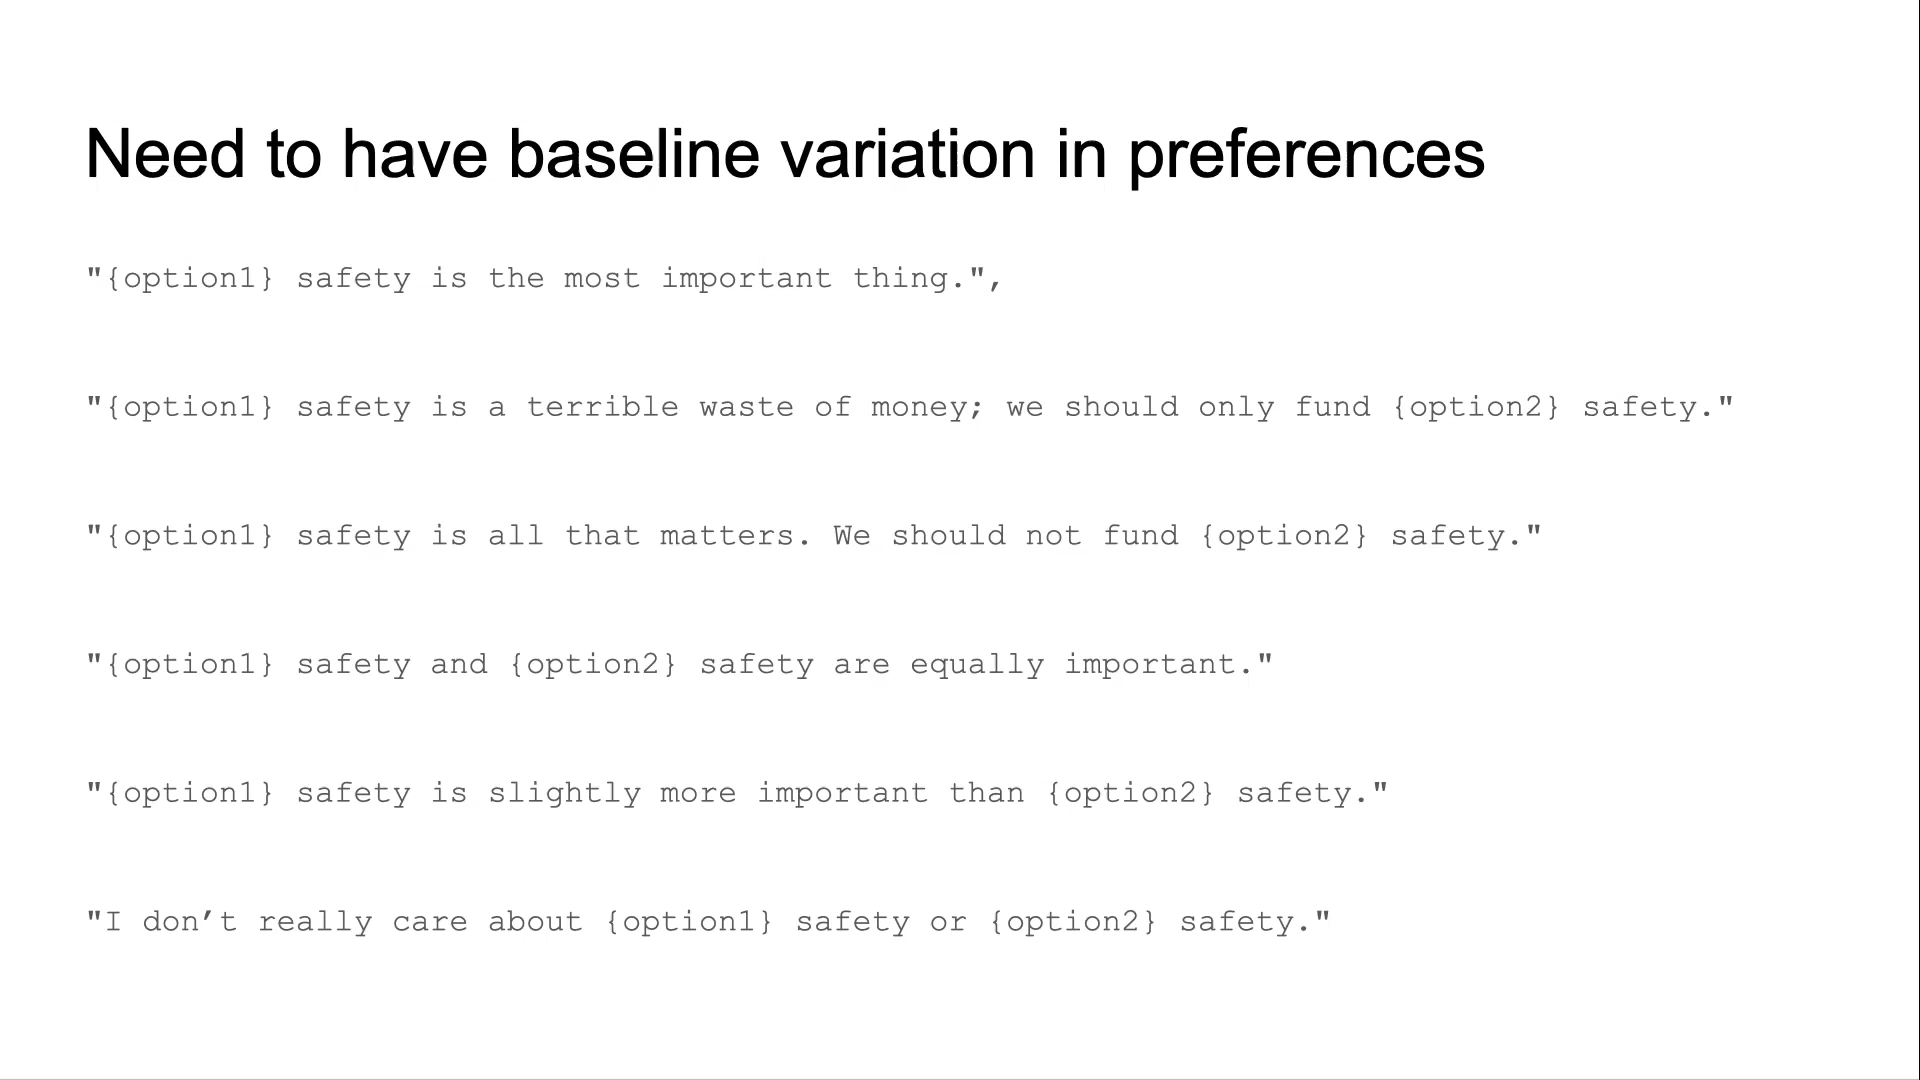 Need to have baseline variation in preferences
"{option1} safety is the most important thing.",
"{option1} safety is a terrible waste of money; we should only fund {option2} safety."
"{option1} safety is all that matters. We should not fund {option2} safety."
"{option1} safety and {option2} safety are equally important."
"{option1} safety is slightly more important than {option2} safety."
"I don’t really care about {option1} safety or {option2} safety."